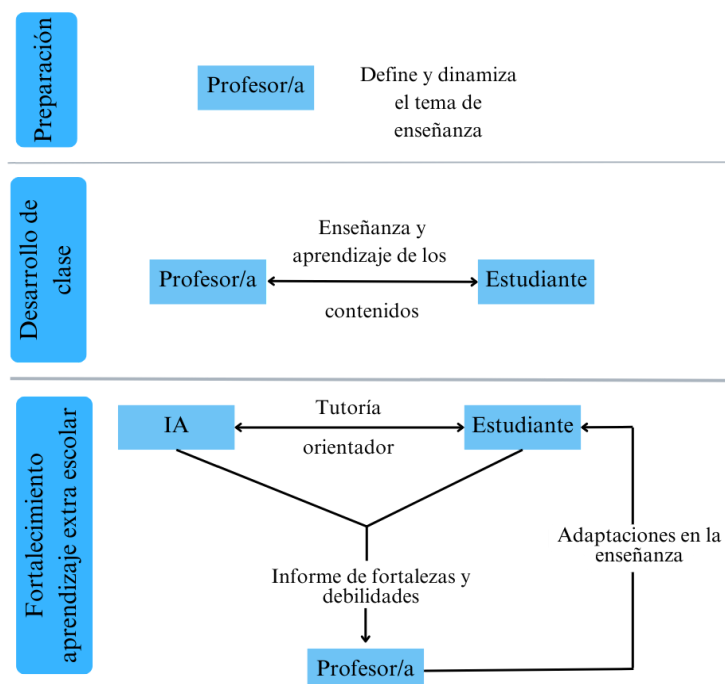 Preparación
Profesor/a
Define y dinamiza
el tema de
enseñanza
Desarrollo de
clase
Profesor/a
Enseñanza y
aprendizaje de los
contenidos
Estudiante
Fortalecimiento
aprendizaje extra escolar
IA
Tutoría
orientador
Estudiante
Adaptaciones en la
enseñanza
Informe de fortalezas y
debilidades
Profesor/a